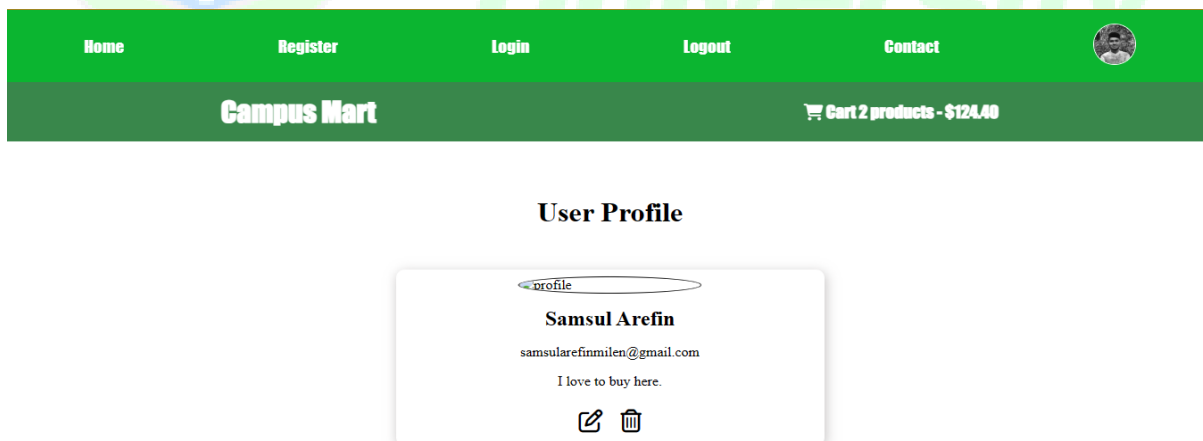 Home Register Login Logout Contact
Campus Mart Cart 2 products - $124.40
User Profile
profile
Samsul Arefin
samsularefinmilen@gmail.com
I love to buy here.